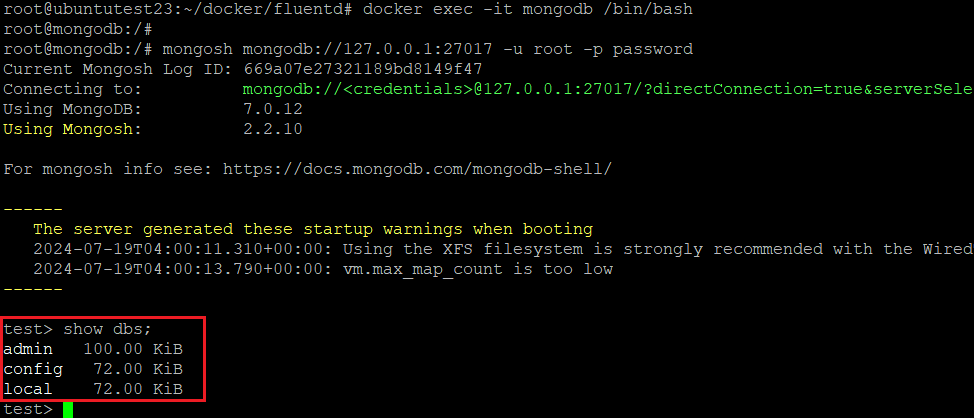 root@ubuntutest23:~/docker/fluentd# docker exec -it mongodb /bin/bash
root@mongodb:/#
root@mongodb:/# mongosh mongodb://127.0.0.1:27017 -u root -p password
Current Mongosh Log ID: 669a07e27321189bd8149f47
Connecting to:          mongodb://<credentials>@127.0.0.1:27017/?directConnection=true&serverSele
Using MongoDB:          7.0.12
Using Mongosh:          2.2.10
For mongosh info see: https://docs.mongodb.com/mongodb-shell/
------
   The server generated these startup warnings when booting
   2024-07-19T04:00:11.310+00:00: Using the XFS filesystem is strongly recommended with the Wired
   2024-07-19T04:00:13.790+00:00: vm.max_map_count is too low
------
test> show dbs;
admin   100.00 KiB
config   72.00 KiB
local    72.00 KiB
test>